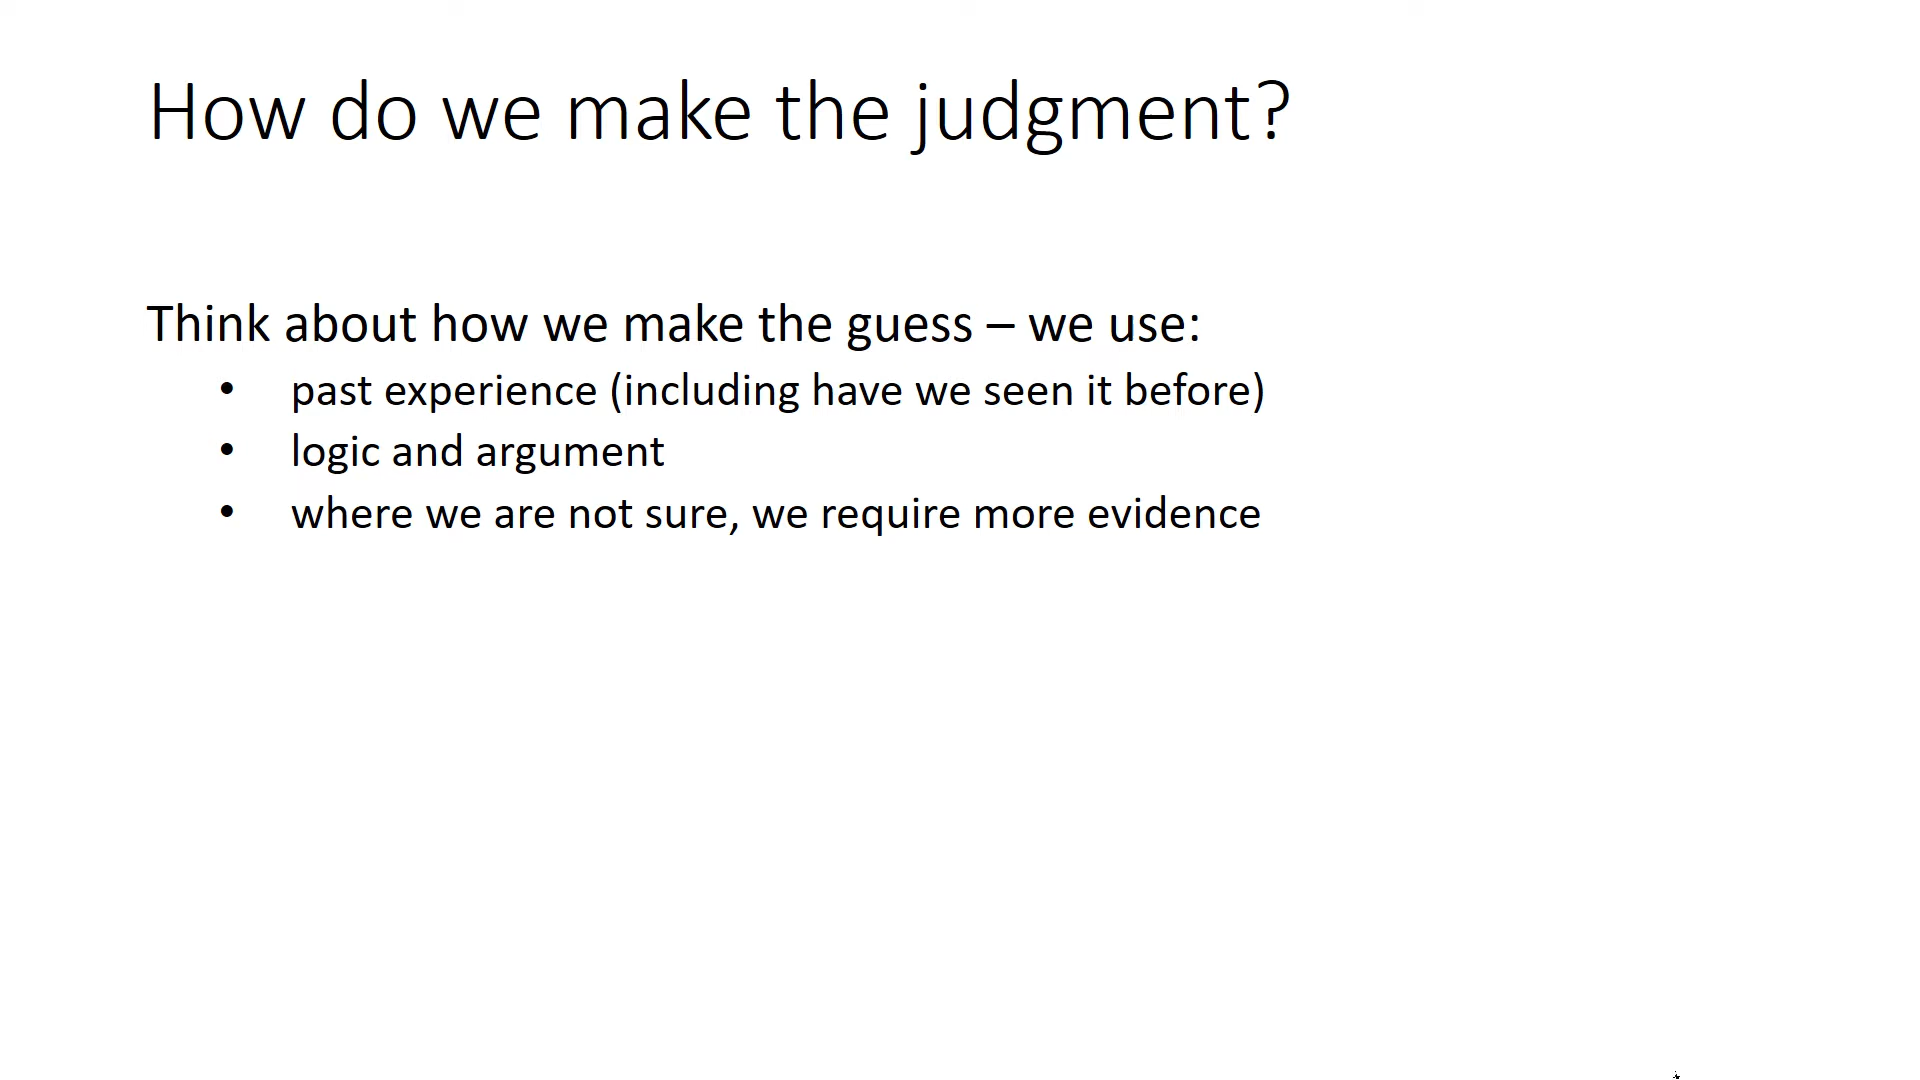 How do we make the judgment?
Think about how we make the guess – we use:
• past experience (including have we seen it before)
• logic and argument
• where we are not sure, we require more evidence